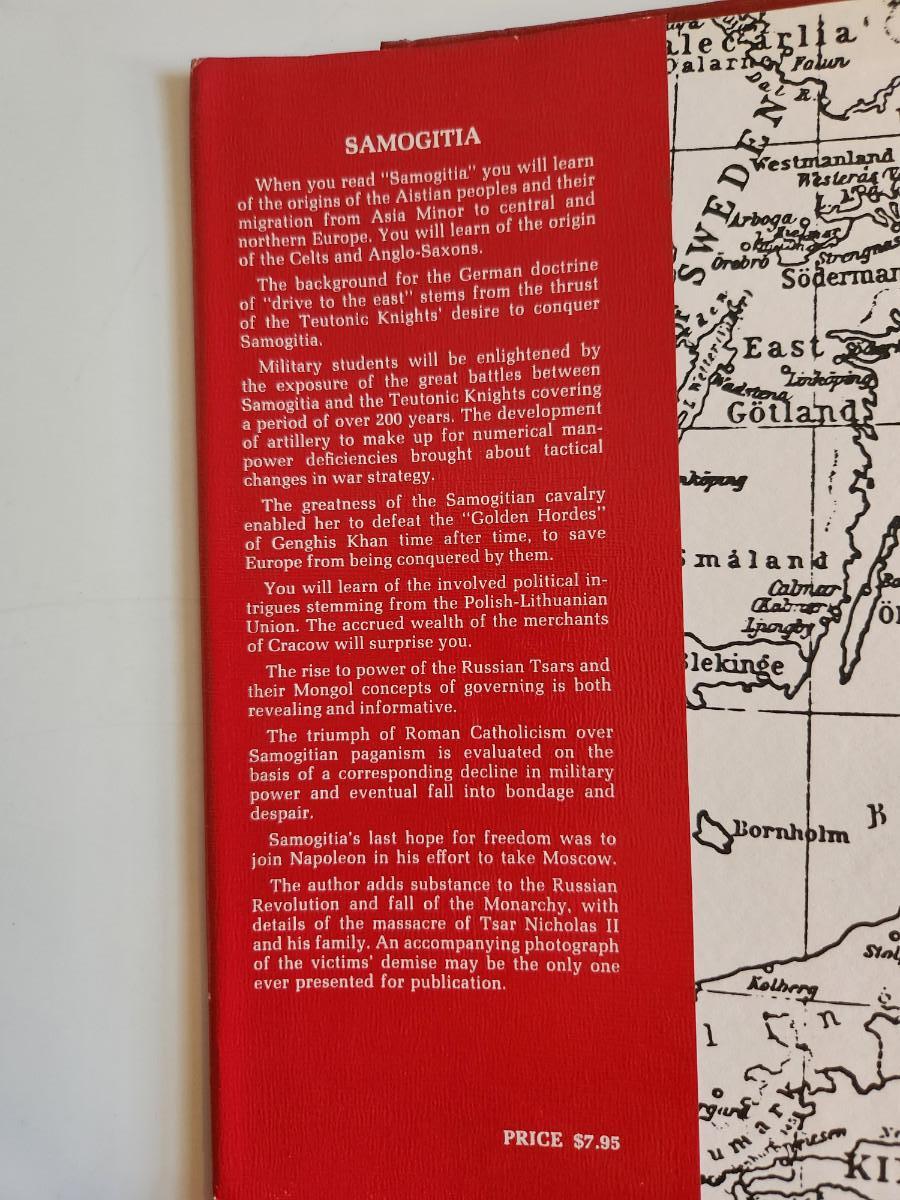 SAMOGITIA
When you read "Samogitia" you will learn
of the origins of the Aistian peoples and their
migration from Asia Minor to central and
northern Europe. You will learn of the origin
of the Celts and Anglo-Saxons.
The background for the German doctrine
of "drive to the east" stems from the thrust
of the Teutonic Knights' desire to conquer
Samogitia.
Military students will be enlightened by
the exposure of the great battles between
Samogitia and the Teutonic Knights covering
a period of over 200 years. The development
of artillery to make up for numerical man-
power deficiencies brought about tactical
changes in war strategy.
The greatness of the Samogitian cavalry
enabled her to defeat the "Golden Hordes"
of Genghis Khan time after time, to save
Europe from being conquered by them.
You will learn of the involved political in-
trigues stemming from the Polish-Lithuanian
Union. The accrued wealth of the merchants
of Cracow will surprise you.
The rise to power of the Russian Tsars and
their Mongol concepts of governing is both
revealing and informative.
The triumph of Roman Catholicism over
Samogitian paganism is evaluated on the
basis of a corresponding decline in military
power and eventual fall into bondage and
despair.
Samogitia's last hope for freedom was to
join Napoleon in his effort to take Moscow.
The author adds substance to the Russian
Revolution and fall of the Monarchy, with
details of the massacre of Tsar Nicholas II
and his family. An accompanying photograph
of the victims' demise may be the only one
ever presented for publication.
PRICE $7.95
Falun
Dal R.
SWEDEN
Westmanland
Westerås
Arboga
Örebro
Söderman
East
Linköping
Wadstena
Götland
köping
måland
Calmar
Ljungby
lekinge
Bornholm
Kolberg